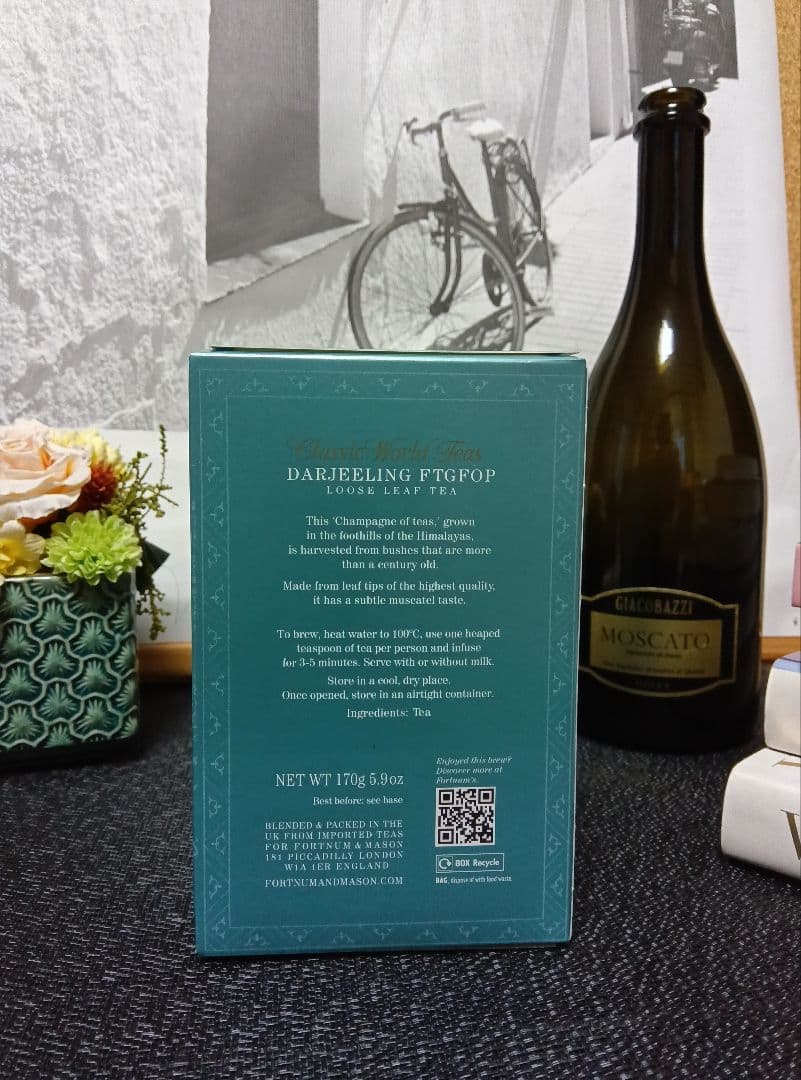 Classic World Teas
DARJEELING FTGFOP
LOOSE LEAF TEA
This 'Champagne of teas,' grown
in the foothills of the Himalayas,
is harvested from bushes that are more
than a century old.
Made from leaf tips of the highest quality,
it has a subtle muscatel taste.
To brew, heat water to 100°C, use one heaped
teaspoon of tea per person and infuse
for 3-5 minutes. Serve with or without milk.
Store in a cool, dry place.
Once opened, store in an airtight container.
Ingredients: Tea
NET WT 170g 5.9oz
Best before: see base
BLENDED & PACKED IN THE
UK FROM IMPORTED TEAS
FOR FORTNUM & MASON
181 PICCADILLY LONDON
W1A 1ER ENGLAND
FORTNUMANDMASON.COM
Enjoyed this brew?
Discover more at
Fortnum's.
BOX Recycle
BAG, dispose of with food waste.
GIACOBAZZI
MOSCATO